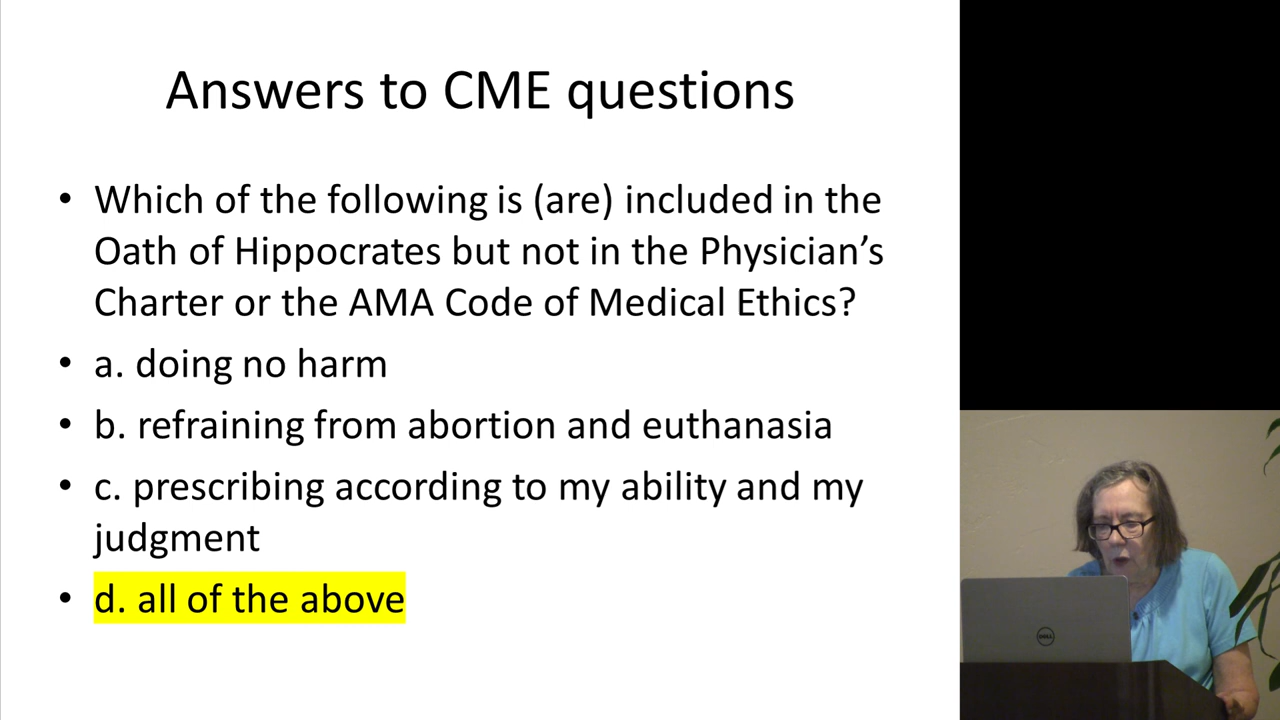 Answers to CME questions
• Which of the following is (are) included in the
Oath of Hippocrates but not in the Physician’s
Charter or the AMA Code of Medical Ethics?
• a. doing no harm
• b. refraining from abortion and euthanasia
• c. prescribing according to my ability and my
judgment
• d. all of the above
DELL